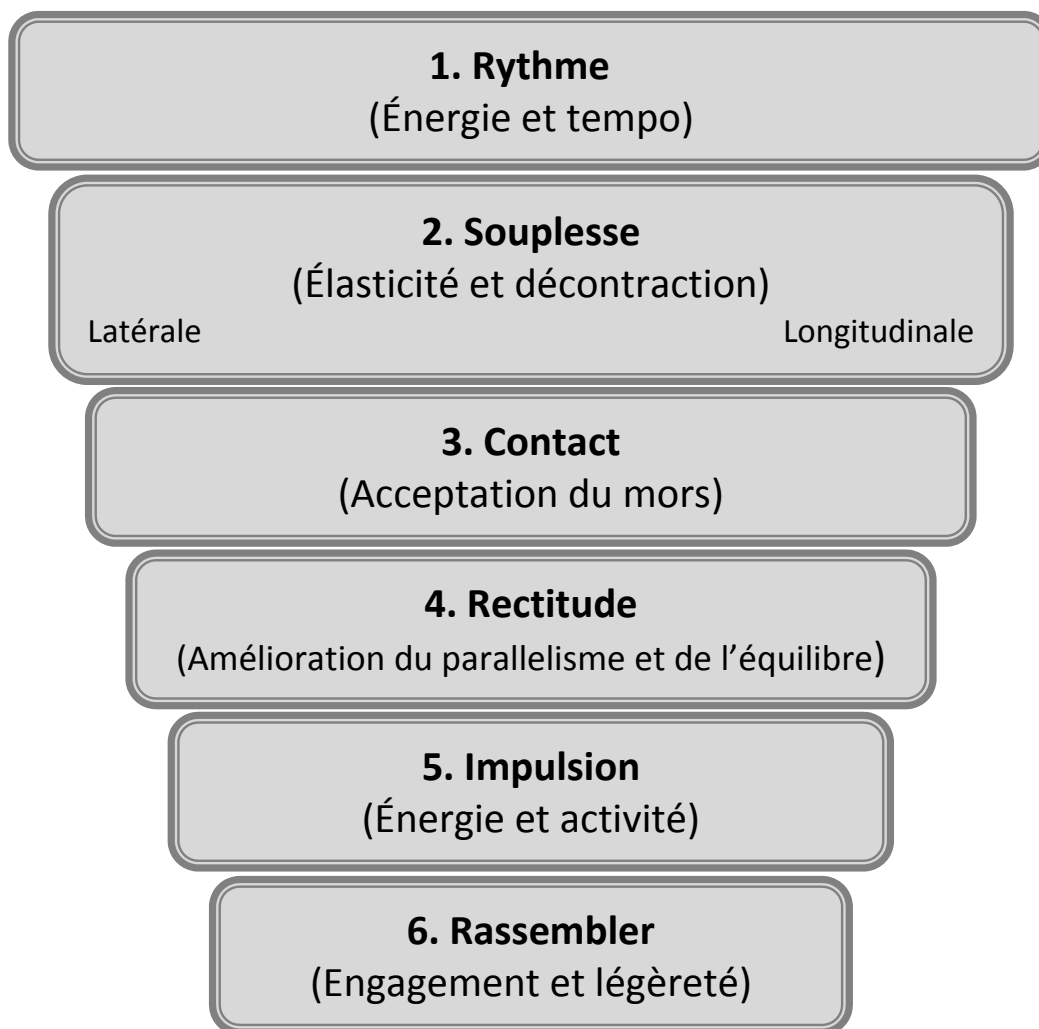 1. Rythme
(Énergie et tempo)
2. Souplesse
(Élasticité et décontraction)
Latérale Longitudinale
3. Contact
(Acceptation du mors)
4. Rectitude
(Amélioration du parallelisme et de l’équilibre)
5. Impulsion
(Énergie et activité)
6. Rassembler
(Engagement et légèreté)